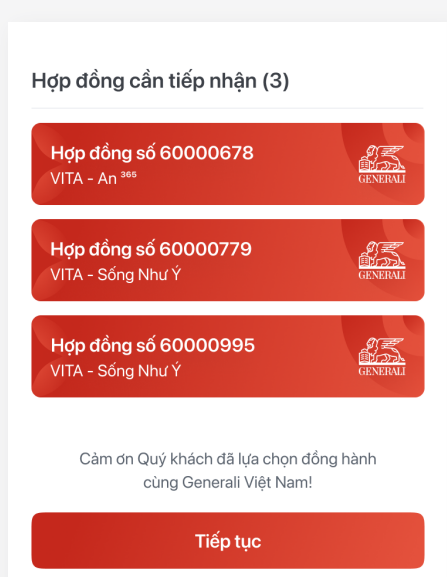 Hợp đồng cần tiếp nhận (3)
Hợp đồng số 60000678
VITA - An 365
GENERALI
Hợp đồng số 60000779
VITA - Sống Như Ý
GENERALI
Hợp đồng số 60000995
VITA - Sống Như Ý
GENERALI
Cảm ơn Quý khách đã lựa chọn đồng hành
cùng Generali Việt Nam!
Tiếp tục